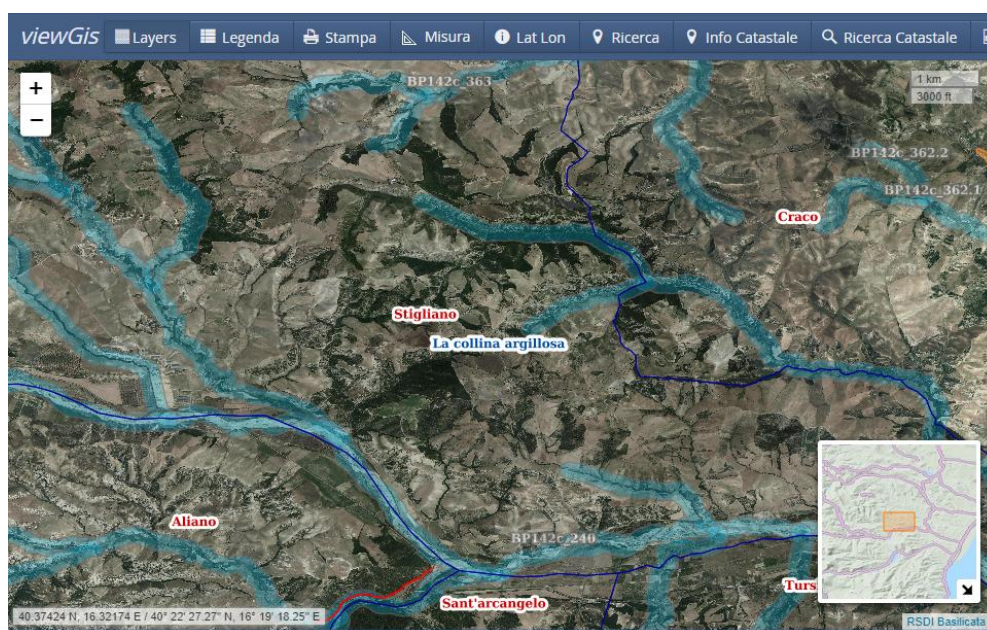 viewGis Layers Legenda Stampa Misura Lat Lon Ricerca Info Catastale Ricerca Catastale
+
−
BP142c_363
1 km
3000 ft
BP142c_362.2
BP142c_362.1
Craco
Stigliano
La collina argillosa
Aliano
BP142c_240
Turs
Sant'arcangelo
40.37424 N, 16.32174 E / 40° 22' 27.27" N, 16° 19' 18.25" E
RSDI Basilicata